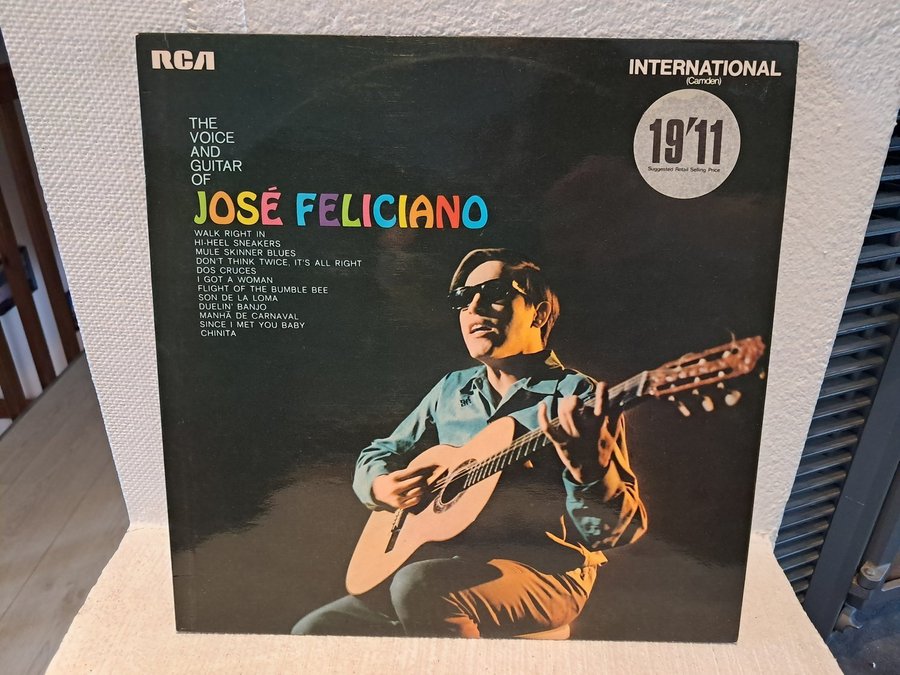 RCA
INTERNATIONAL
(Camden)
19'11
Suggested Retail Selling Price
THE
VOICE
AND
GUITAR
OF
JOSÉ FELICIANO
WALK RIGHT IN
HI-HEEL SNEAKERS
MULE SKINNER BLUES
DON'T THINK TWICE, IT'S ALL RIGHT
DOS CRUCES
I GOT A WOMAN
FLIGHT OF THE BUMBLE BEE
SON DE LA LOMA
DUELIN' BANJO
MANHÃ DE CARNAVAL
SINCE I MET YOU BABY
CHINITA